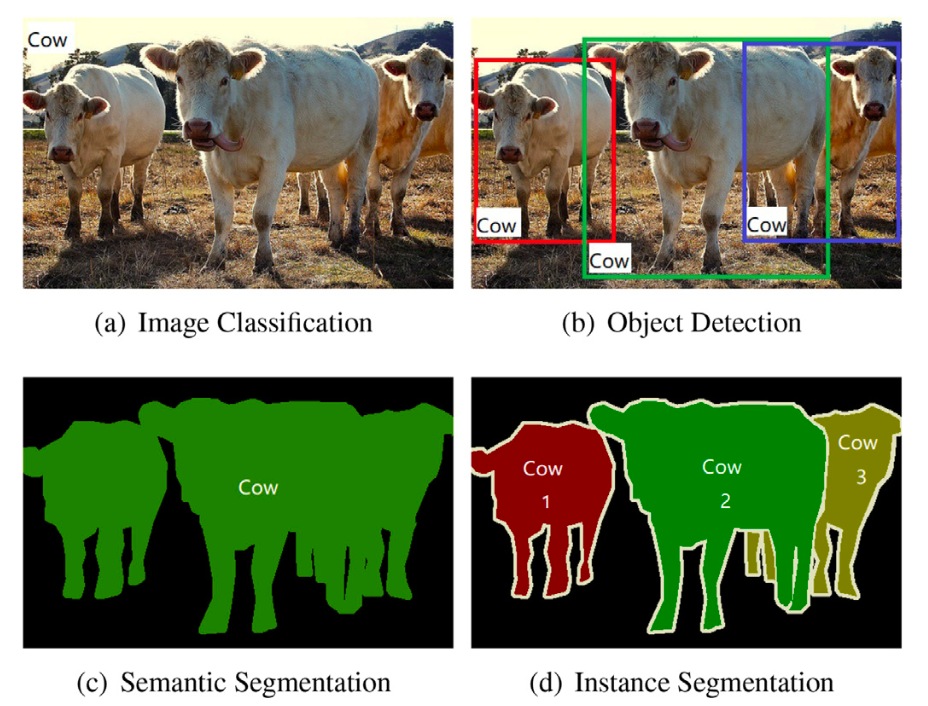 Cow
Cow
Cow
Cow
(a) Image Classification
(b) Object Detection
Cow
Cow
1
Cow
2
Cow
3
(c) Semantic Segmentation
(d) Instance Segmentation